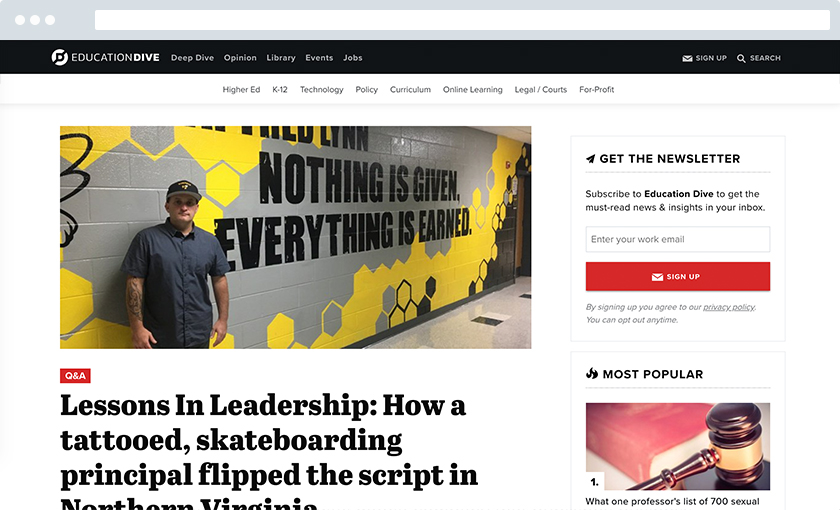 EDUCATIONDIVE Deep Dive Opinion Library Events Jobs SIGN UP SEARCH
Higher Ed K-12 Technology Policy Curriculum Online Learning Legal / Courts For-Profit
LYNN
NOTHING IS GIVEN.
EVERYTHING IS EARNED.
Q&A
Lessons In Leadership: How a
tattooed, skateboarding
principal flipped the script in
Northern Virginia
GET THE NEWSLETTER
Subscribe to Education Dive to get the
must-read news & insights in your inbox.
Enter your work email
SIGN UP
By signing up you agree to our privacy policy.
You can opt out anytime.
MOST POPULAR
1.
What one professor's list of 700 sexual